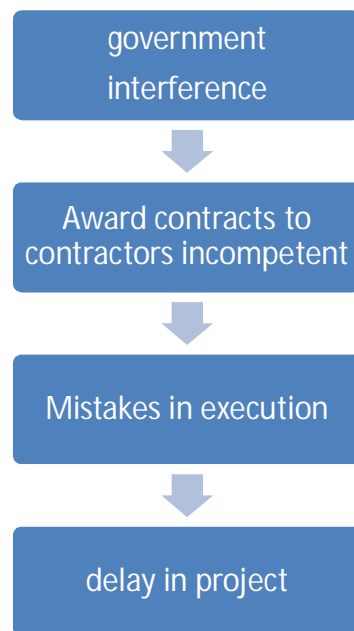 government
interference
Award contracts to
contractors incompetent
Mistakes in execution
delay in project